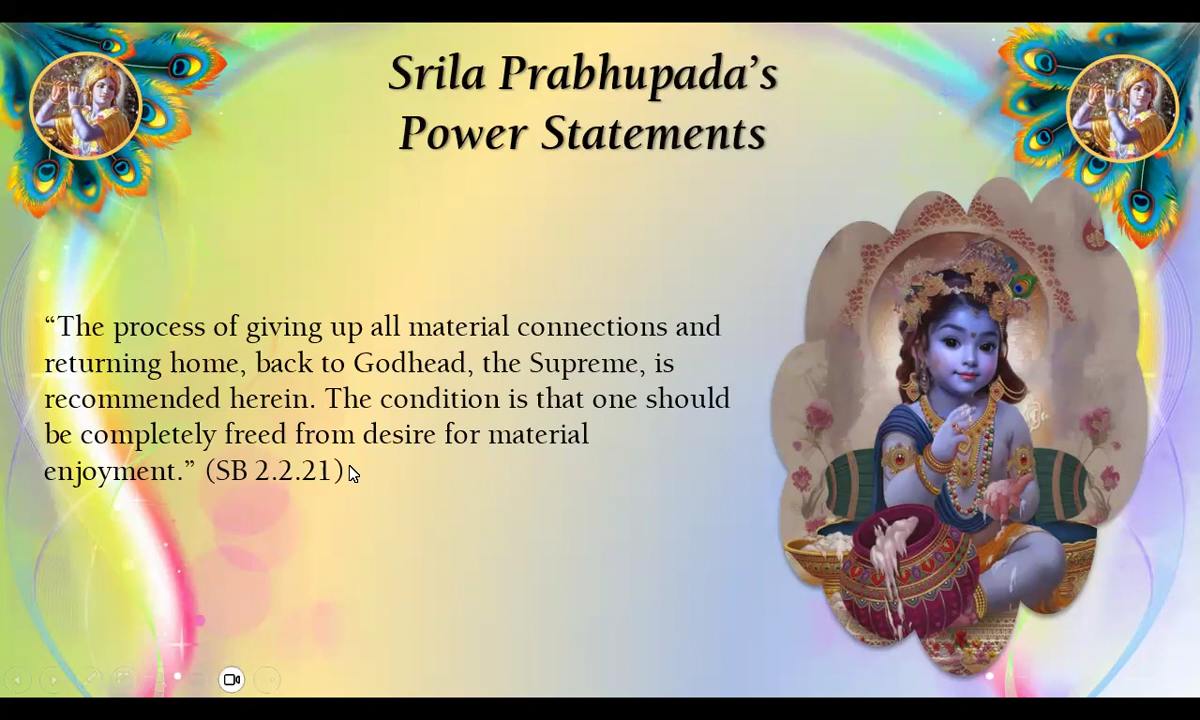 Srila Prabhupada’s
Power Statements
“The process of giving up all material connections and
returning home, back to Godhead, the Supreme, is
recommended herein. The condition is that one should
be completely freed from desire for material
enjoyment.” (SB 2.2.21)